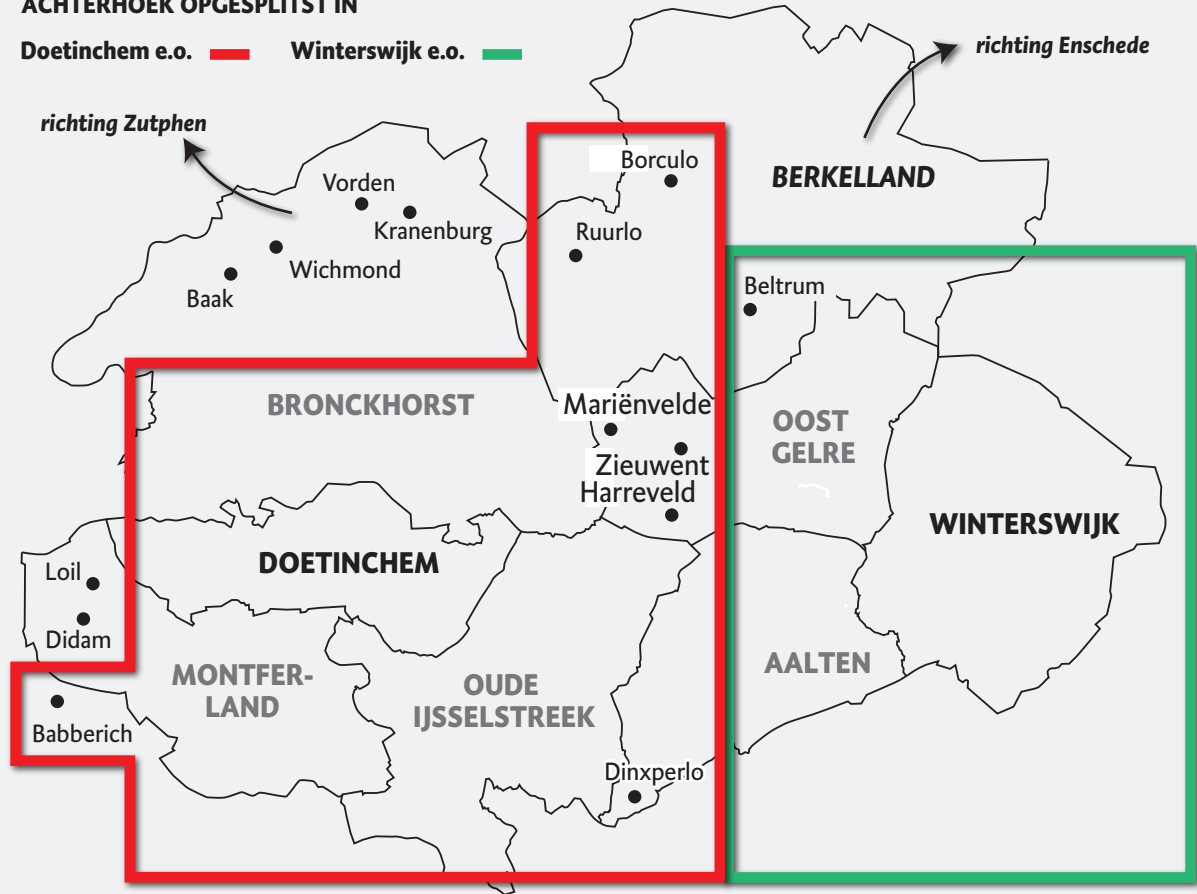 ACHTERHOEK OPGESPLITST IN
Doetinchem e.o. Winterswijk e.o.
richting Enschede
richting Zutphen
Borculo
BERKELLAND
Vorden
Kranenburg
Ruurlo
Wichmond
Baak
Beltrum
BRONCKHORST
Mariënvelde
OOST
GELRE
Zieuwent
Harreveld
WINTERSWIJK
DOETINCHEM
Loil
Didam
MONTFER-
LAND
OUDE
IJSSELSTREEK
AALTEN
Babberich
Dinxperlo